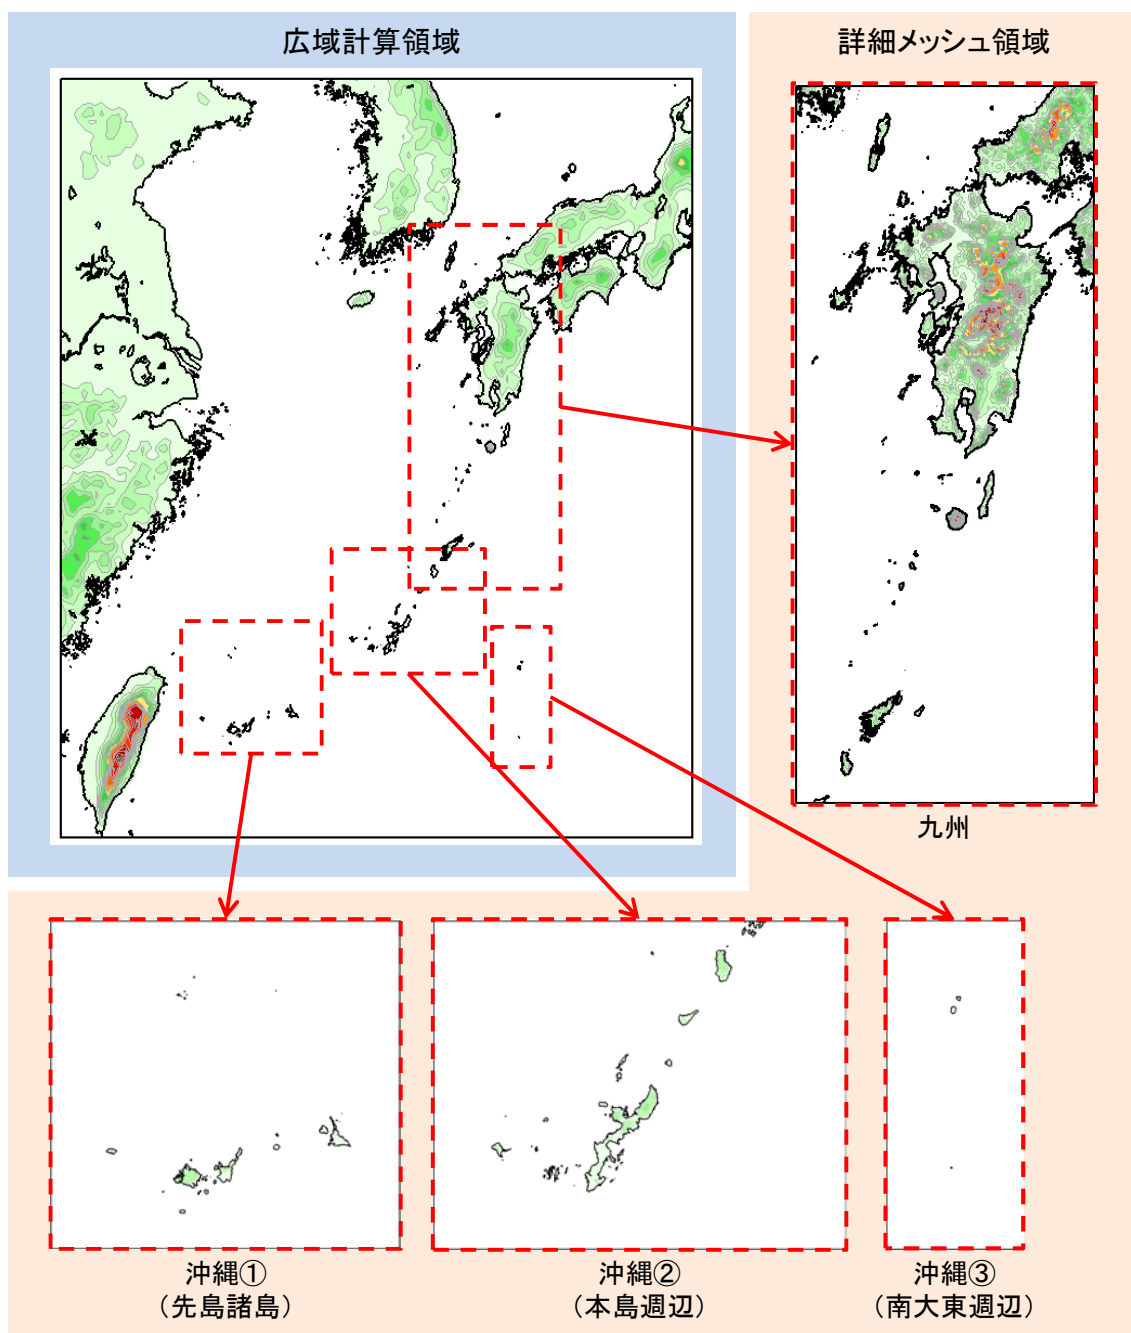 広域計算領域
詳細メッシュ領域
九州
沖縄①
（先島諸島）
沖縄②
（本島週辺）
沖縄③
（南大東週辺）